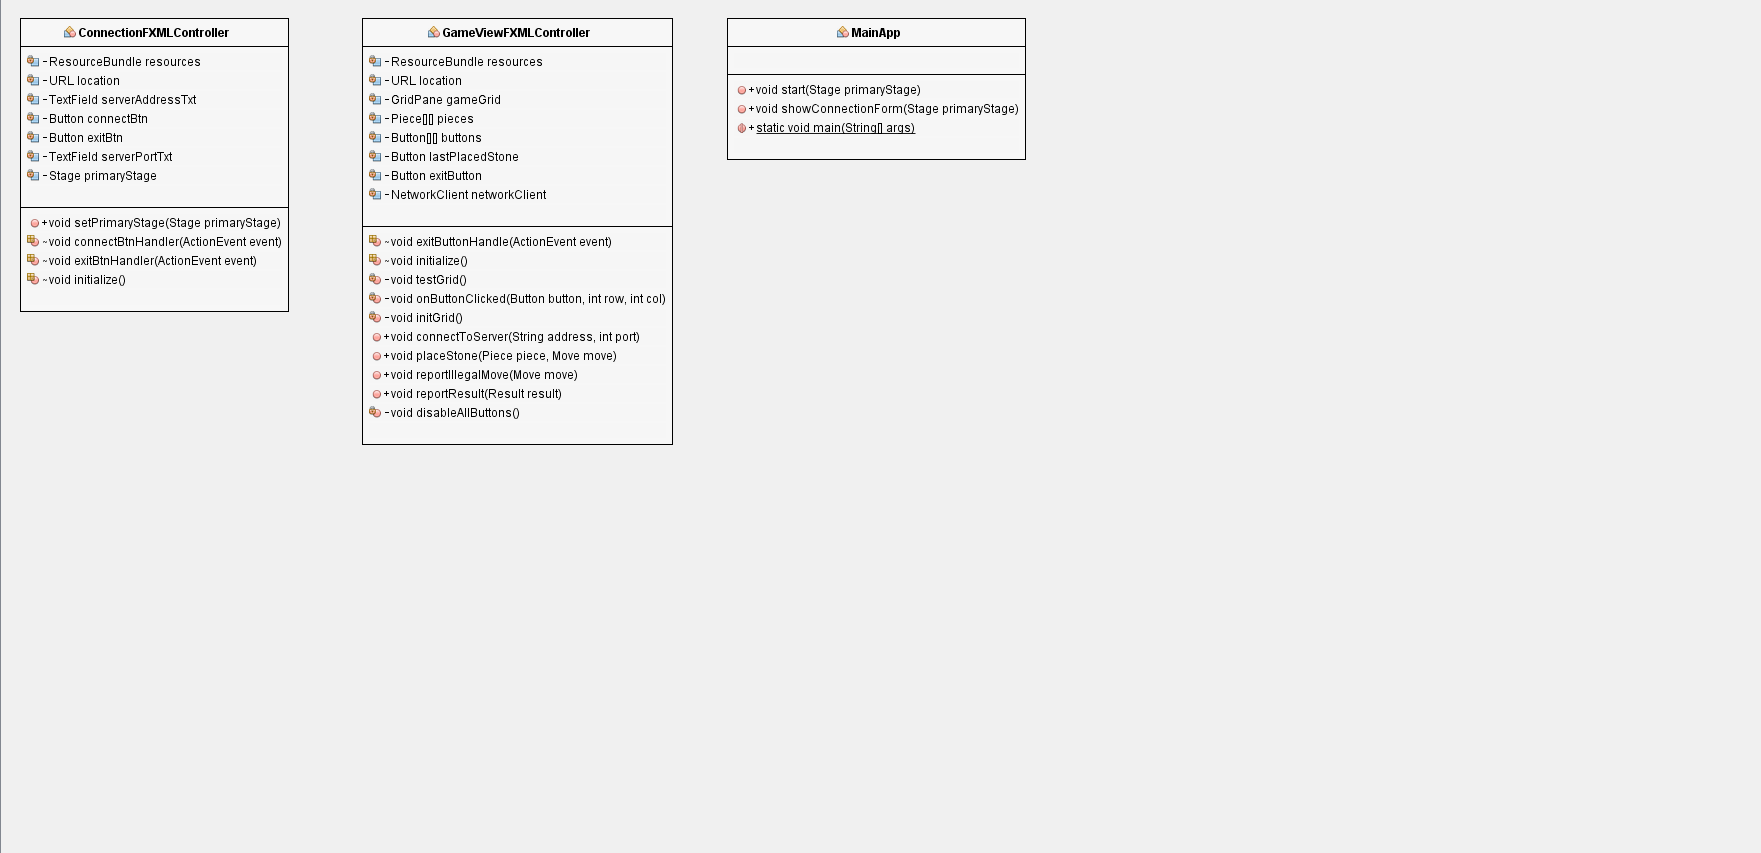 ConnectionFXMLController
-ResourceBundle resources
-URL location
-TextField serverAddressTxt
-Button connectBtn
-Button exitBtn
-TextField serverPortTxt
-Stage primaryStage
+void setPrimaryStage(Stage primaryStage)
~void connectBtnHandler(ActionEvent event)
~void exitBtnHandler(ActionEvent event)
~void initialize()
GameViewFXMLController
-ResourceBundle resources
-URL location
-GridPane gameGrid
-Piece[][] pieces
-Button[][] buttons
-Button lastPlacedStone
-Button exitButton
-NetworkClient networkClient
~void exitButtonHandle(ActionEvent event)
~void initialize()
-void testGrid()
-void onButtonClicked(Button button, int row, int col)
-void initGrid()
+void connectToServer(String address, int port)
+void placeStone(Piece piece, Move move)
+void reportIllegalMove(Move move)
+void reportResult(Result result)
-void disableAllButtons()
MainApp
+void start(Stage primaryStage)
+void showConnectionForm(Stage primaryStage)
+static void main(String[] args)